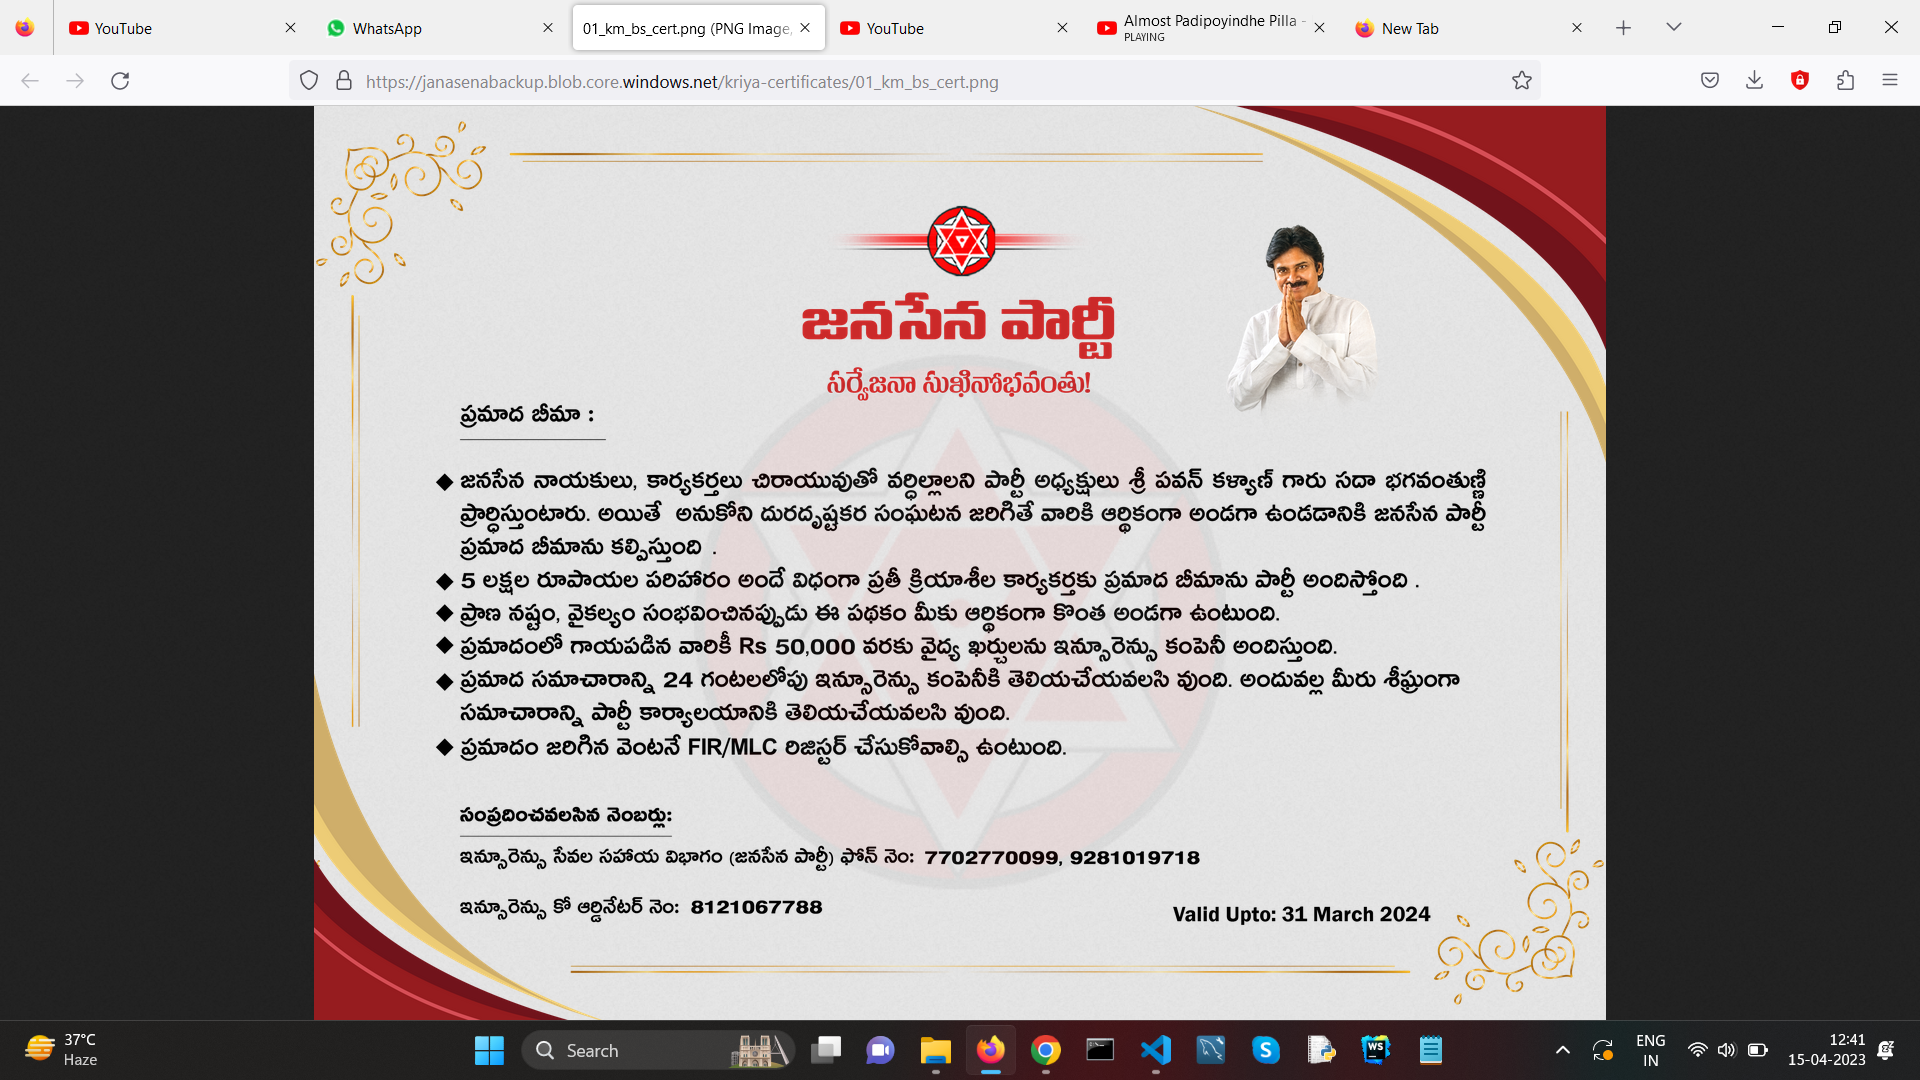 YouTube
WhatsApp
01_km_bs_cert.png (PNG Image,
YouTube
Almost Padipoyindhe Pilla -
PLAYING
New Tab
https://janasenabackup.blob.core.windows.net/kriya-certificates/01_km_bs_cert.png
జనసేన పార్టీ
సర్వేజనా సుఖినోభవంతు!
ప్రమాద బీమా :
◆ జనసేన నాయకులు, కార్యకర్తలు చిరాయువుతో వర్ధిల్లాలని పార్టీ అధ్యక్షులు శ్రీ పవన్ కళ్యాణ్ గారు సదా భగవంతుణ్ణి
ప్రార్ధిస్తుంటారు. అయితే అనుకోని దురదృష్టకర సంఘటన జరిగితే వారికి ఆర్థికంగా అండగా ఉండడానికి జనసేన పార్టీ
ప్రమాద బీమాను కల్పిస్తుంది .
◆ 5 లక్షల రూపాయల పరిహారం అందే విధంగా ప్రతీ క్రియాశీల కార్యకర్తకు ప్రమాద బీమాను పార్టీ అందిస్తోంది .
◆ ప్రాణ నష్టం, వైకల్యం సంభవించినప్పుడు ఈ పథకం మీకు ఆర్థికంగా కొంత అండగా ఉంటుంది.
◆ ప్రమాదంలో గాయపడిన వారికీ Rs 50,000 వరకు వైద్య ఖర్చులను ఇన్సూరెన్సు కంపెనీ అందిస్తుంది.
◆ ప్రమాద సమాచారాన్ని 24 గంటలలోపు ఇన్సూరెన్సు కంపెనీకి తెలియచేయవలసి వుంది. అందువల్ల మీరు శీఘ్రంగా
సమాచారాన్ని పార్టీ కార్యాలయానికి తెలియచేయవలసి వుంది.
◆ ప్రమాదం జరిగిన వెంటనే FIR/MLC రిజిస్టర్ చేసుకోవాల్సి ఉంటుంది.
సంప్రదించవలసిన నెంబర్లు:
ఇన్సూరెన్సు సేవల సహాయ విభాగం (జనసేన పార్టీ) ఫోన్ నెం: 7702770099, 9281019718
ఇన్సూరెన్సు కో ఆర్డినేటర్ నెం: 8121067788
Valid Upto: 31 March 2024
37°C
Haze
Search
ENG
IN
12:41
15-04-2023